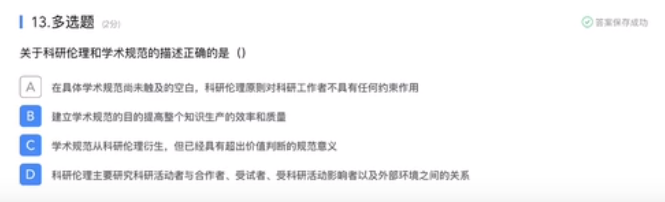 13.多选题 (2分) 答案保存成功
关于科研伦理和学术规范的描述正确的是（）
A 在具体学术规范尚未触及的空白，科研伦理原则对科研工作者不具有任何约束作用
B 建立学术规范的目的提高整个知识生产的效率和质量
C 学术规范从科研伦理衍生，但已经具有超出价值判断的规范意义
D 科研伦理主要研究科研活动者与合作者、受试者、受科研活动影响者以及外部环境之间的关系